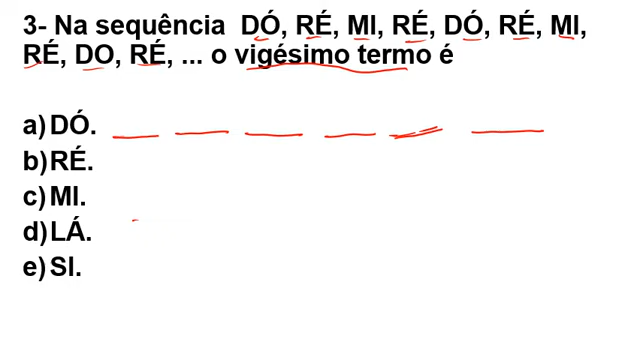 3- Na sequência DÓ, RÉ, MI, RÉ, DÓ, RÉ, MI,
RÉ, DO, RÉ, ... o vigésimo termo é
a) DÓ.
b) RÉ.
c) MI.
d) LÁ.
e) SI.